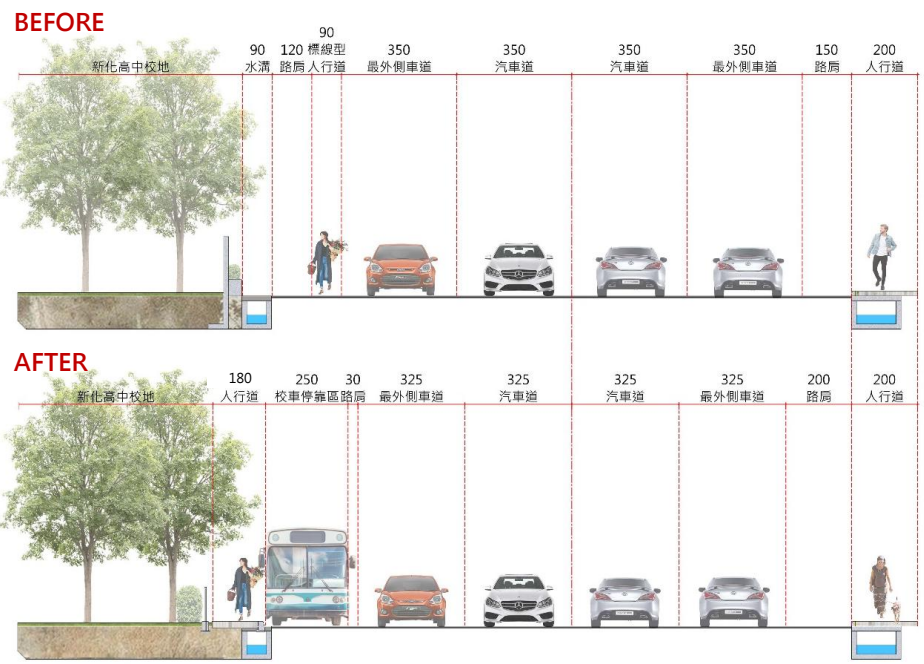 BEFORE
新化高中校地
90
水溝
120
路肩
90
標線型
人行道
350
最外側車道
350
汽車道
350
汽車道
350
最外側車道
150
路肩
200
人行道
AFTER
新化高中校地
180
人行道
250
校車停靠區
30
路肩
325
最外側車道
325
汽車道
325
汽車道
325
最外側車道
200
路肩
200
人行道